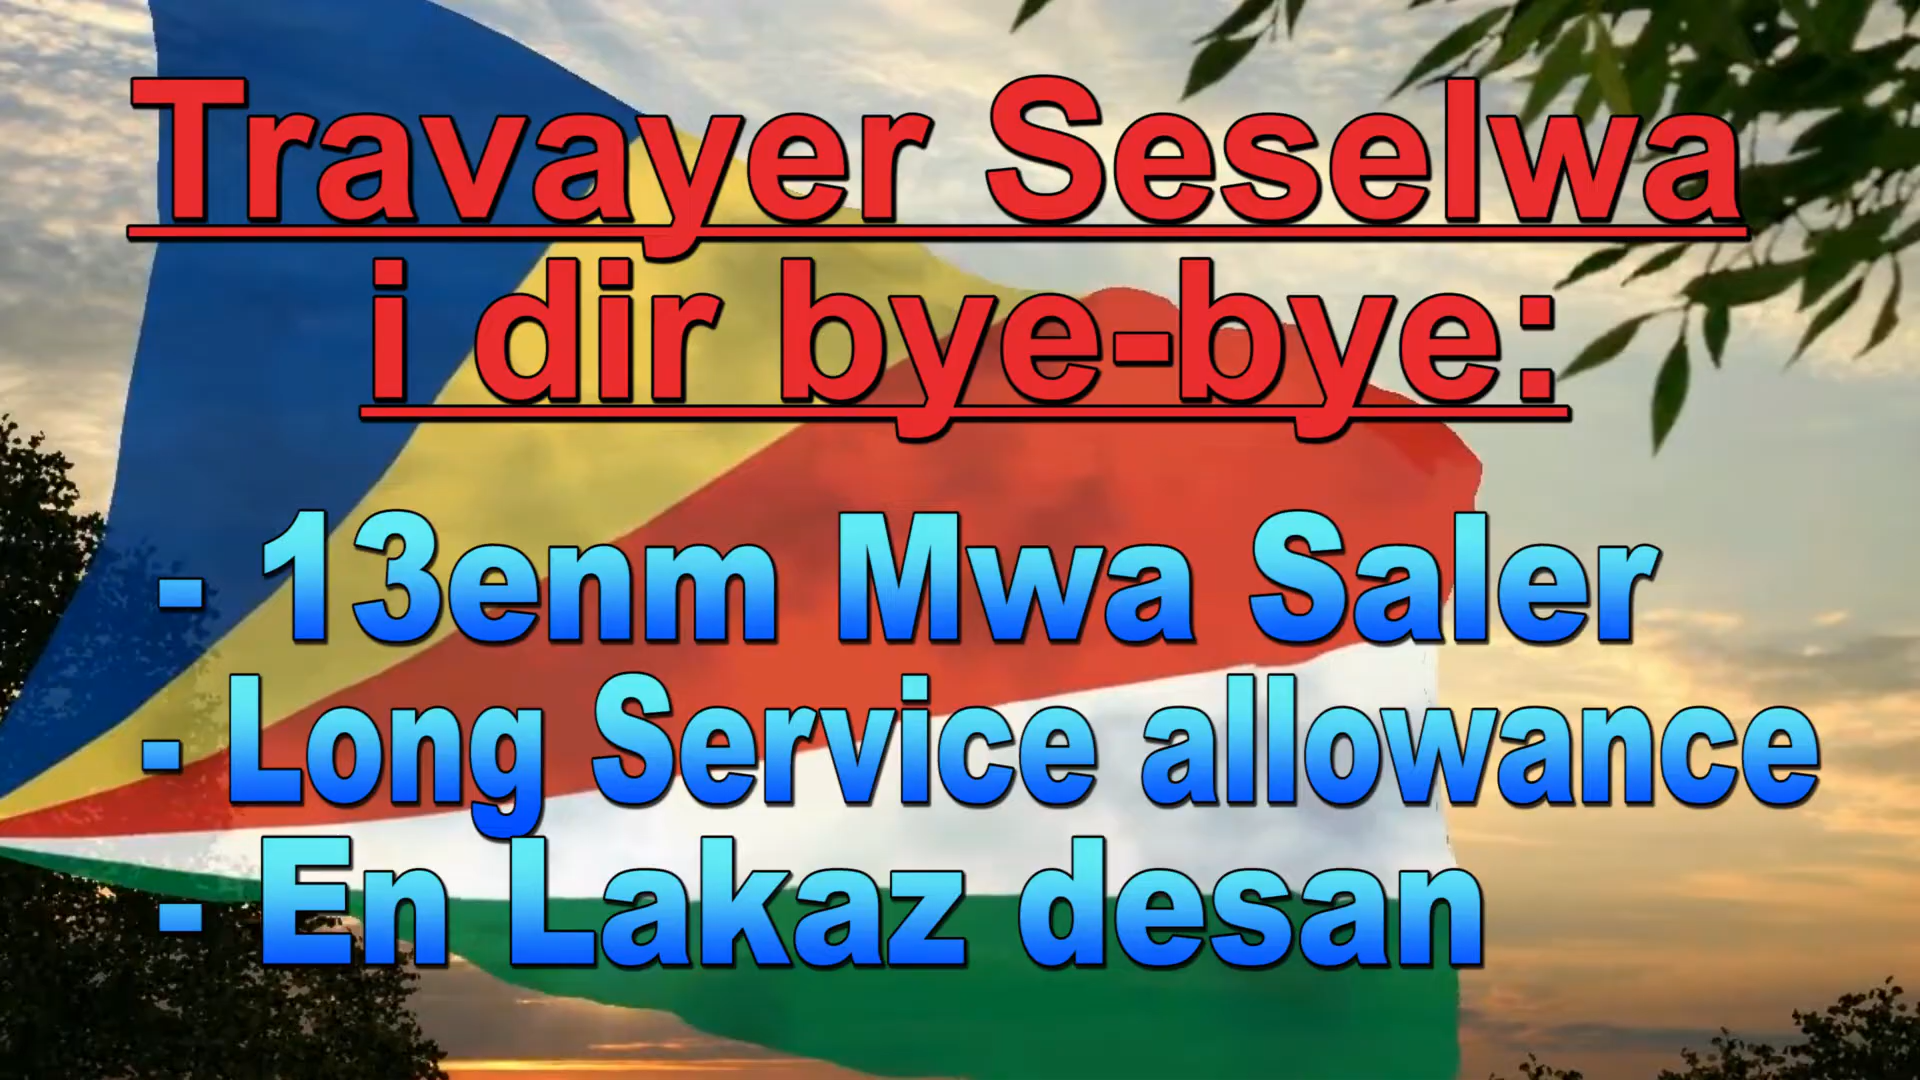 Travayer Seselwa
i dir bye-bye:
- 13enm Mwa Saler
- Long Service allowance
- En Lakaz desan